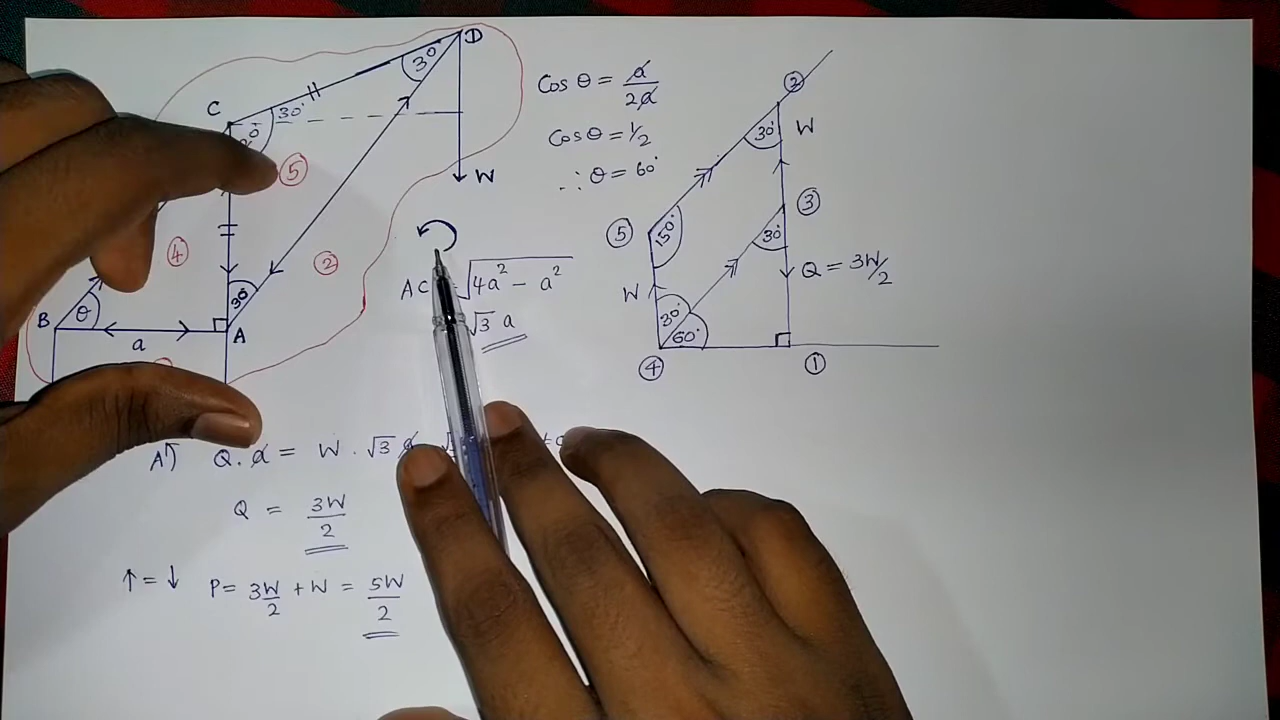 D
C
30°
30°
W
⑤
④
②
30°
B
θ
A
a
Cos θ = a/2a
Cosθ = 1/2
∴ θ = 60°
AC = √4a² − a²
√3 a
②
30°
W
③
30°
⑤
150°
Q = 3W/2
W
30°
60°
④
①
A↰ Q. a = W . √3 a
Q = 3W/2
↑ = ↓ P = 3W/2 + W = 5W/2